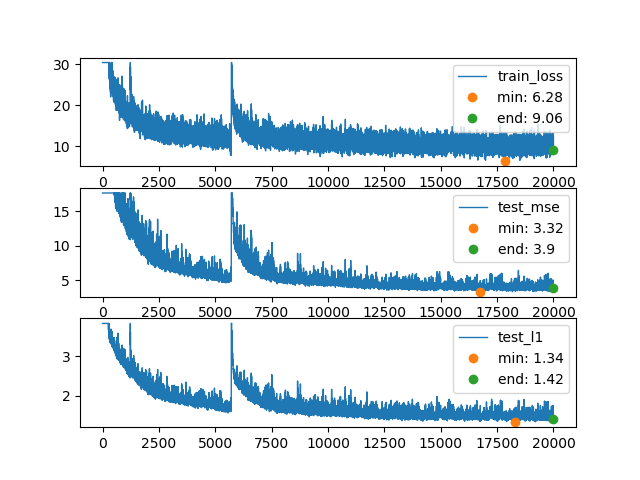 30
20
10
train_loss
min: 6.28
end: 9.06
0 2500 5000 7500 10000 12500 15000 17500 20000
15
10
5
test_mse
min: 3.32
end: 3.9
0 2500 5000 7500 10000 12500 15000 17500 20000
3
2
test_l1
min: 1.34
end: 1.42
0 2500 5000 7500 10000 12500 15000 17500 20000